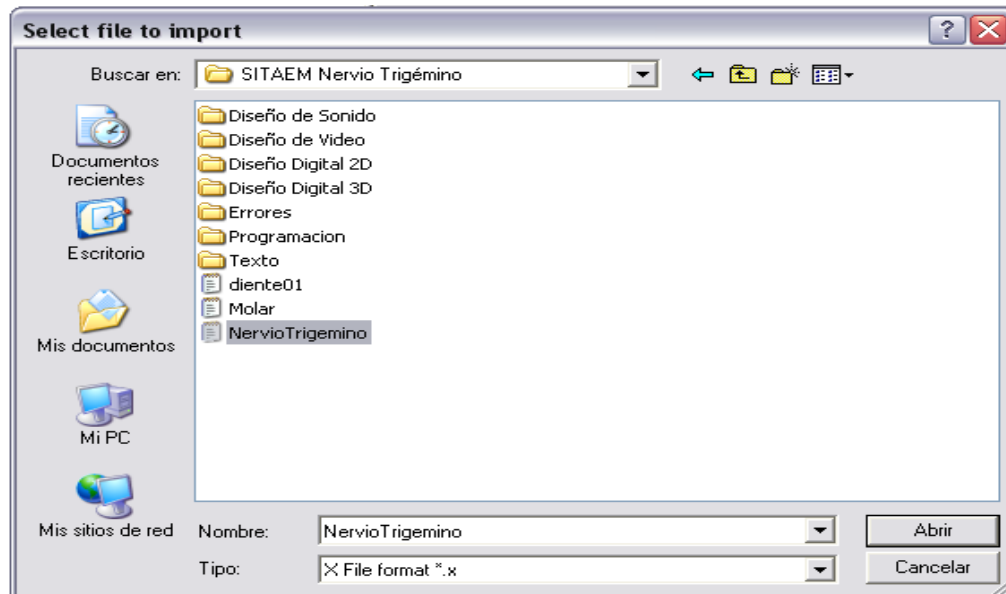 Select file to import
Buscar en: SITAEM Nervio Trigémino
Documentos
recientes
Escritorio
Mis documentos
Mi PC
Mis sitios de red
Diseño de Sonido
Diseño de Video
Diseño Digital 2D
Diseño Digital 3D
Errores
Programacion
Texto
diente01
Molar
NervioTrigemino
Nombre: NervioTrigemino
Abrir
Tipo: X File format *.x
Cancelar